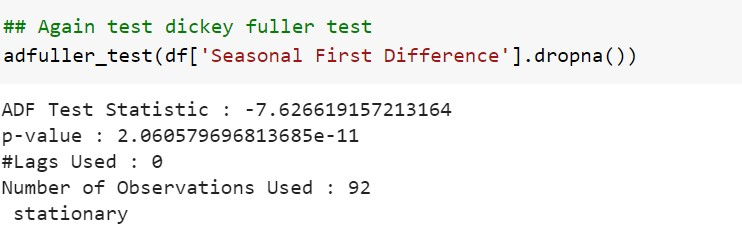 ## Again test dickey fuller test
adfuller_test(df['Seasonal First Difference'].dropna())
ADF Test Statistic : -7.626619157213164
p-value : 2.060579696813685e-11
#Lags Used : 0
Number of Observations Used : 92
 stationary